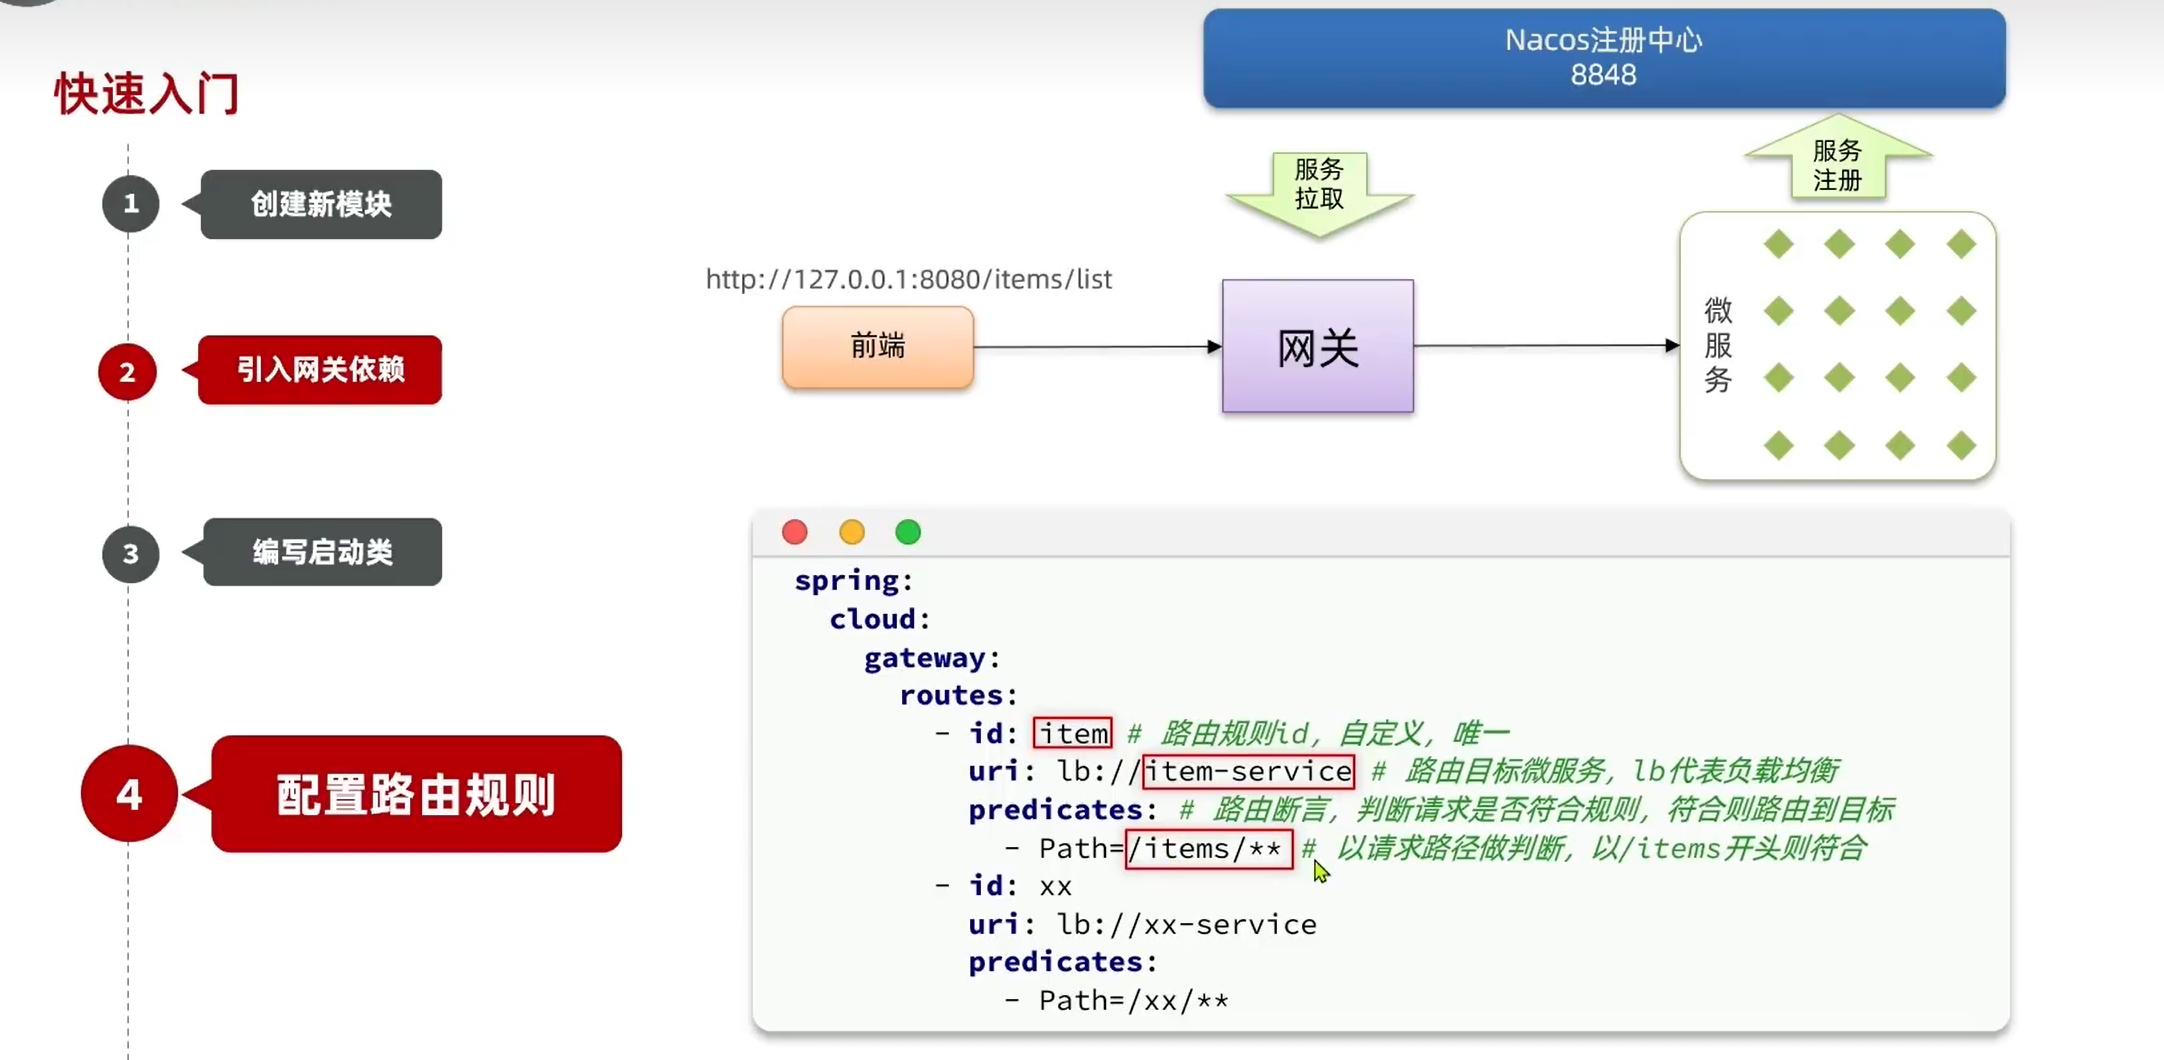 快速入门
1
创建新模块
2
引入网关依赖
3
编写启动类
4
配置路由规则
Nacos注册中心
8848
服务
拉取
服务
注册
http://127.0.0.1:8080/items/list
前端
网关
微
服
务
spring:
cloud:
gateway:
routes:
- id: item # 路由规则id，自定义，唯一
uri: lb://item-service # 路由目标微服务，lb代表负载均衡
predicates: # 路由断言，判断请求是否符合规则，符合则路由到目标
- Path=/items/** # 以请求路径做判断，以/items开头则符合
- id: xx
uri: lb://xx-service
predicates:
- Path=/xx/**